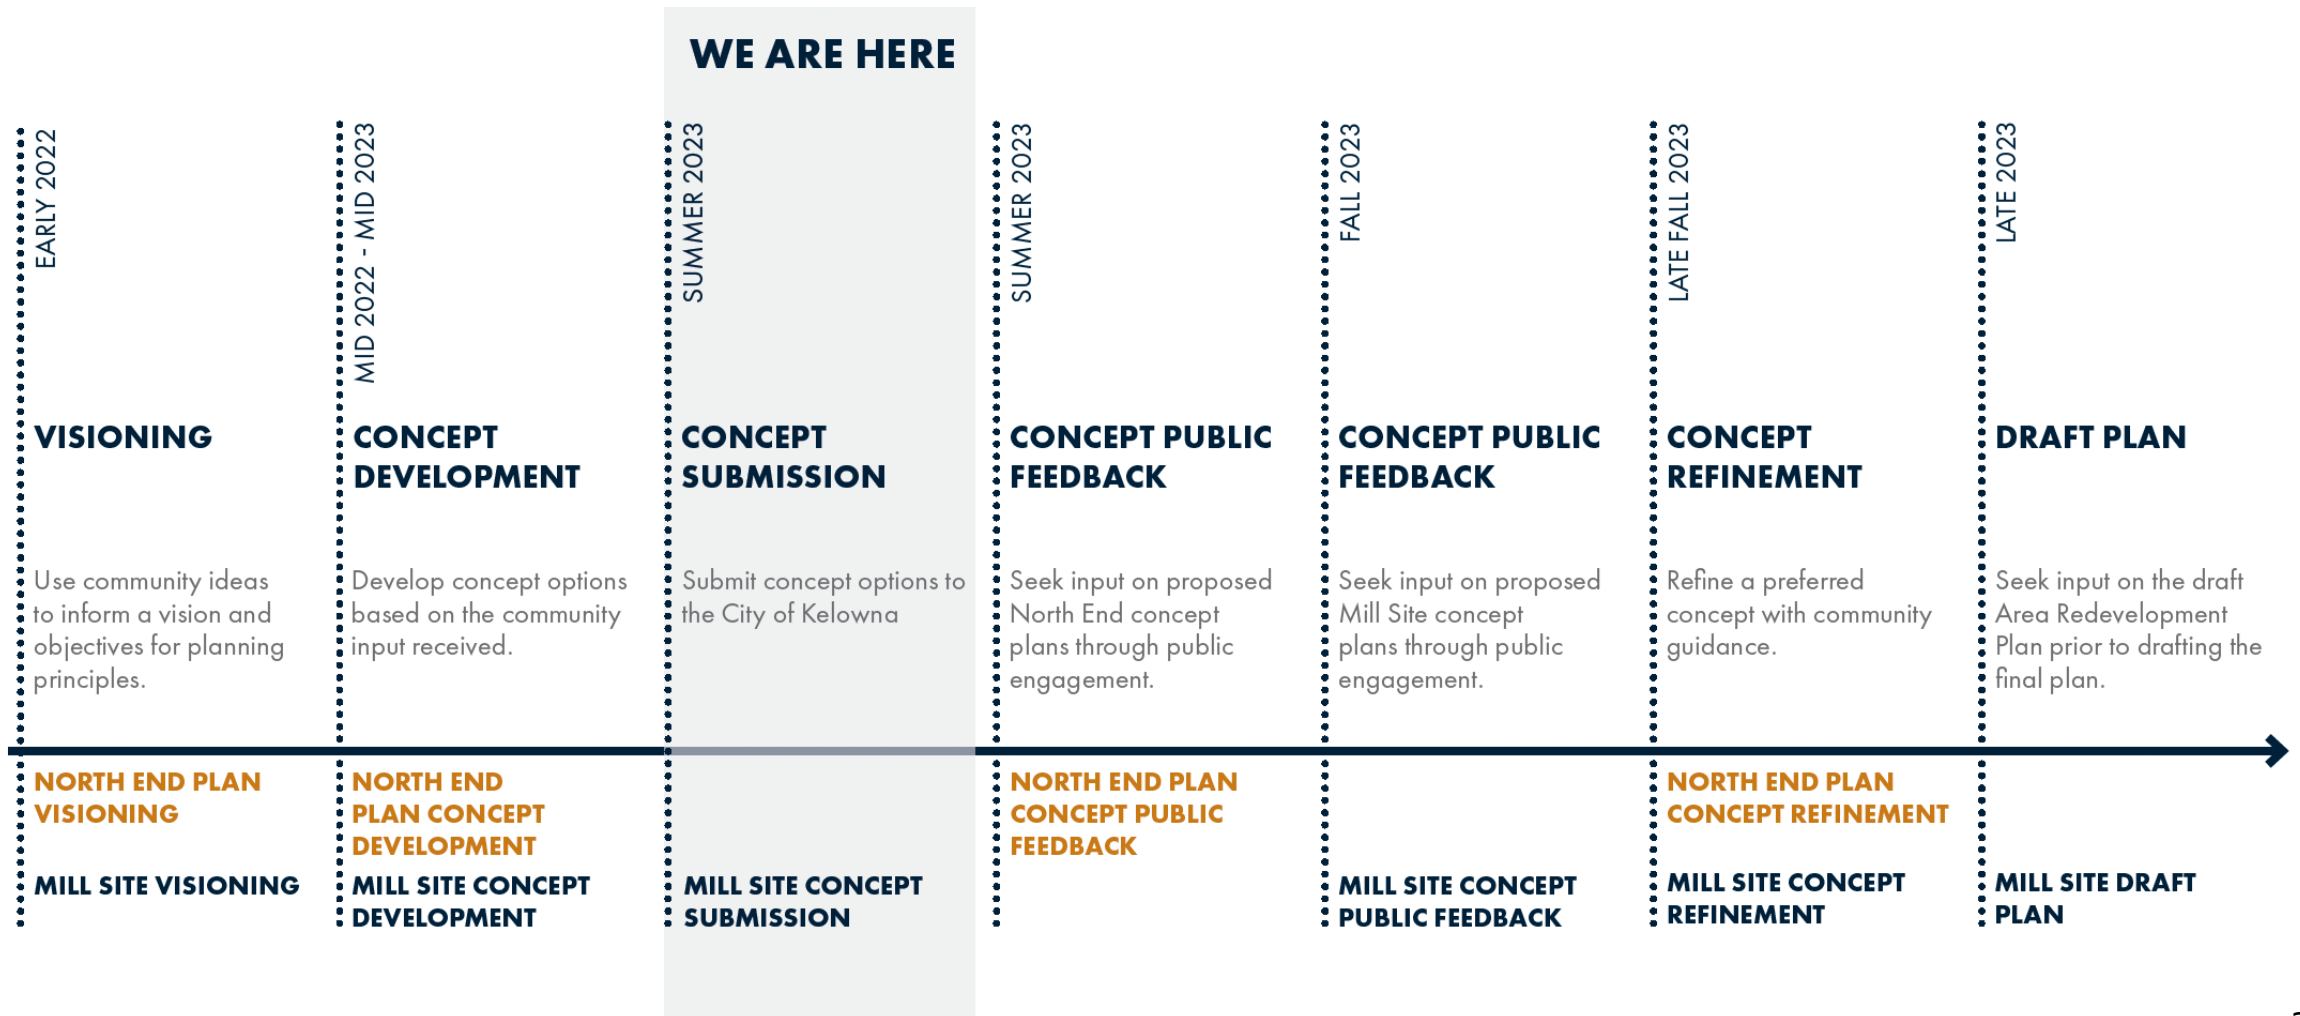 WE ARE HERE
EARLY 2022
VISIONING
Use community ideas
to inform a vision and
objectives for planning
principles.
NORTH END PLAN
VISIONING
MILL SITE VISIONING
MID 2022 - MID 2023
CONCEPT
DEVELOPMENT
Develop concept options
based on the community
input received.
NORTH END
PLAN CONCEPT
DEVELOPMENT
MILL SITE CONCEPT
DEVELOPMENT
SUMMER 2023
CONCEPT
SUBMISSION
Submit concept options to
the City of Kelowna
MILL SITE CONCEPT
SUBMISSION
SUMMER 2023
CONCEPT PUBLIC
FEEDBACK
Seek input on proposed
North End concept
plans through public
engagement.
NORTH END PLAN
CONCEPT PUBLIC
FEEDBACK
FALL 2023
CONCEPT PUBLIC
FEEDBACK
Seek input on proposed
Mill Site concept
plans through public
engagement.
MILL SITE CONCEPT
PUBLIC FEEDBACK
LATE FALL 2023
CONCEPT
REFINEMENT
Refine a preferred
concept with community
guidance.
NORTH END PLAN
CONCEPT REFINEMENT
MILL SITE CONCEPT
REFINEMENT
LATE 2023
DRAFT PLAN
Seek input on the draft
Area Redevelopment
Plan prior to drafting the
final plan.
MILL SITE DRAFT
PLAN